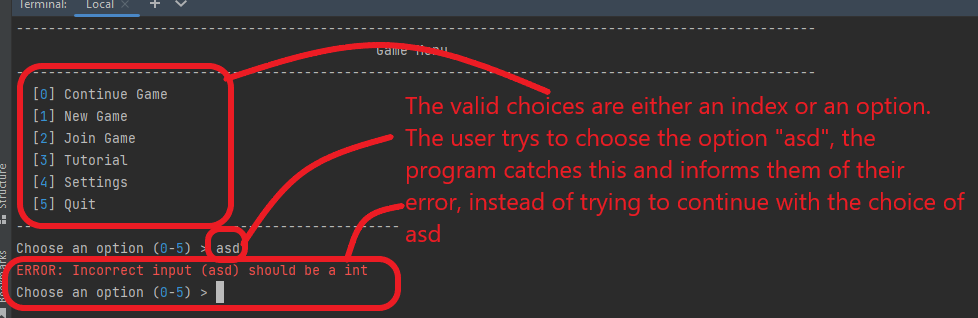 Terminal: Local
Game Menu
[0] Continue Game
[1] New Game
[2] Join Game
[3] Tutorial
[4] Settings
[5] Quit
The valid choices are either an index or an option.
The user trys to choose the option "asd", the
program catches this and informs them of their
error, instead of trying to continue with the choice of
asd
Choose an option (0-5) > asd
ERROR: Incorrect input (asd) should be a int
Choose an option (0-5) >
Structure